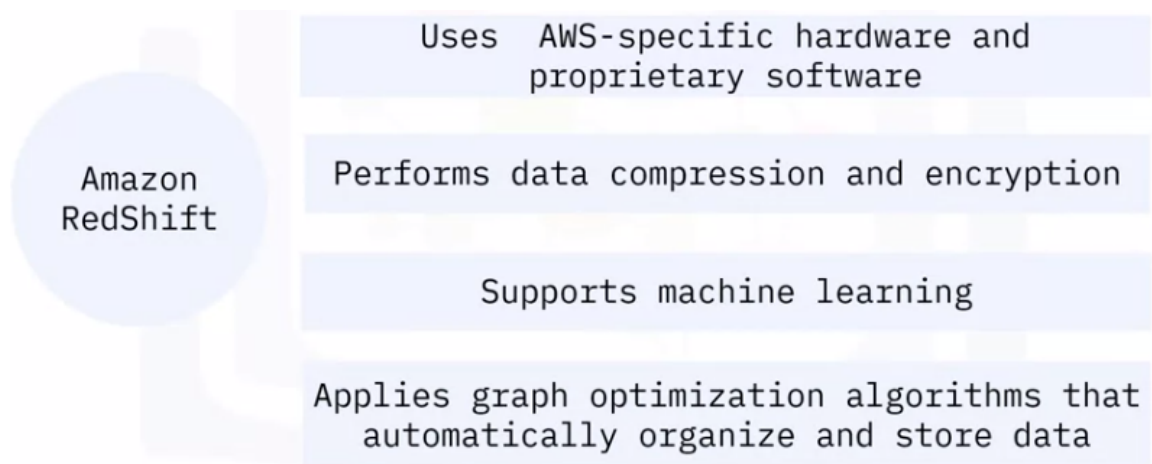 Amazon
RedShift
Uses AWS-specific hardware and
proprietary software
Performs data compression and encryption
Supports machine learning
Applies graph optimization algorithms that
automatically organize and store data